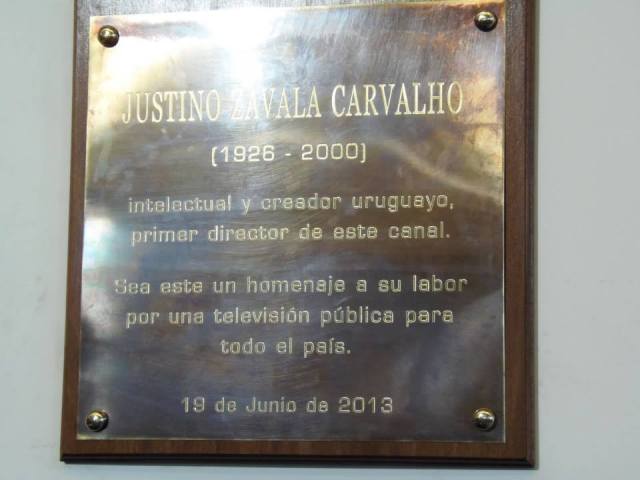 JUSTINO ZAVALA CARVALHO
(1926 - 2000)
intelectual y creador uruguayo,
primer director de este canal.
Sea este un homenaje a su labor
por una televisión pública para
todo el país.
19 de Junio de 2013